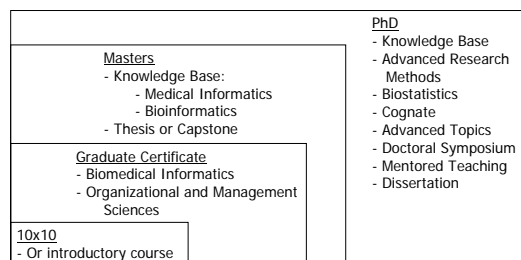 PhD
- Knowledge Base
- Advanced Research
Methods
- Biostatistics
- Cognate
- Advanced Topics
- Doctoral Symposium
- Mentored Teaching
- Dissertation
Masters
- Knowledge Base:
- Medical Informatics
- Bioinformatics
- Thesis or Capstone
Graduate Certificate
- Biomedical Informatics
- Organizational and Management
Sciences
10x10
- Or introductory course